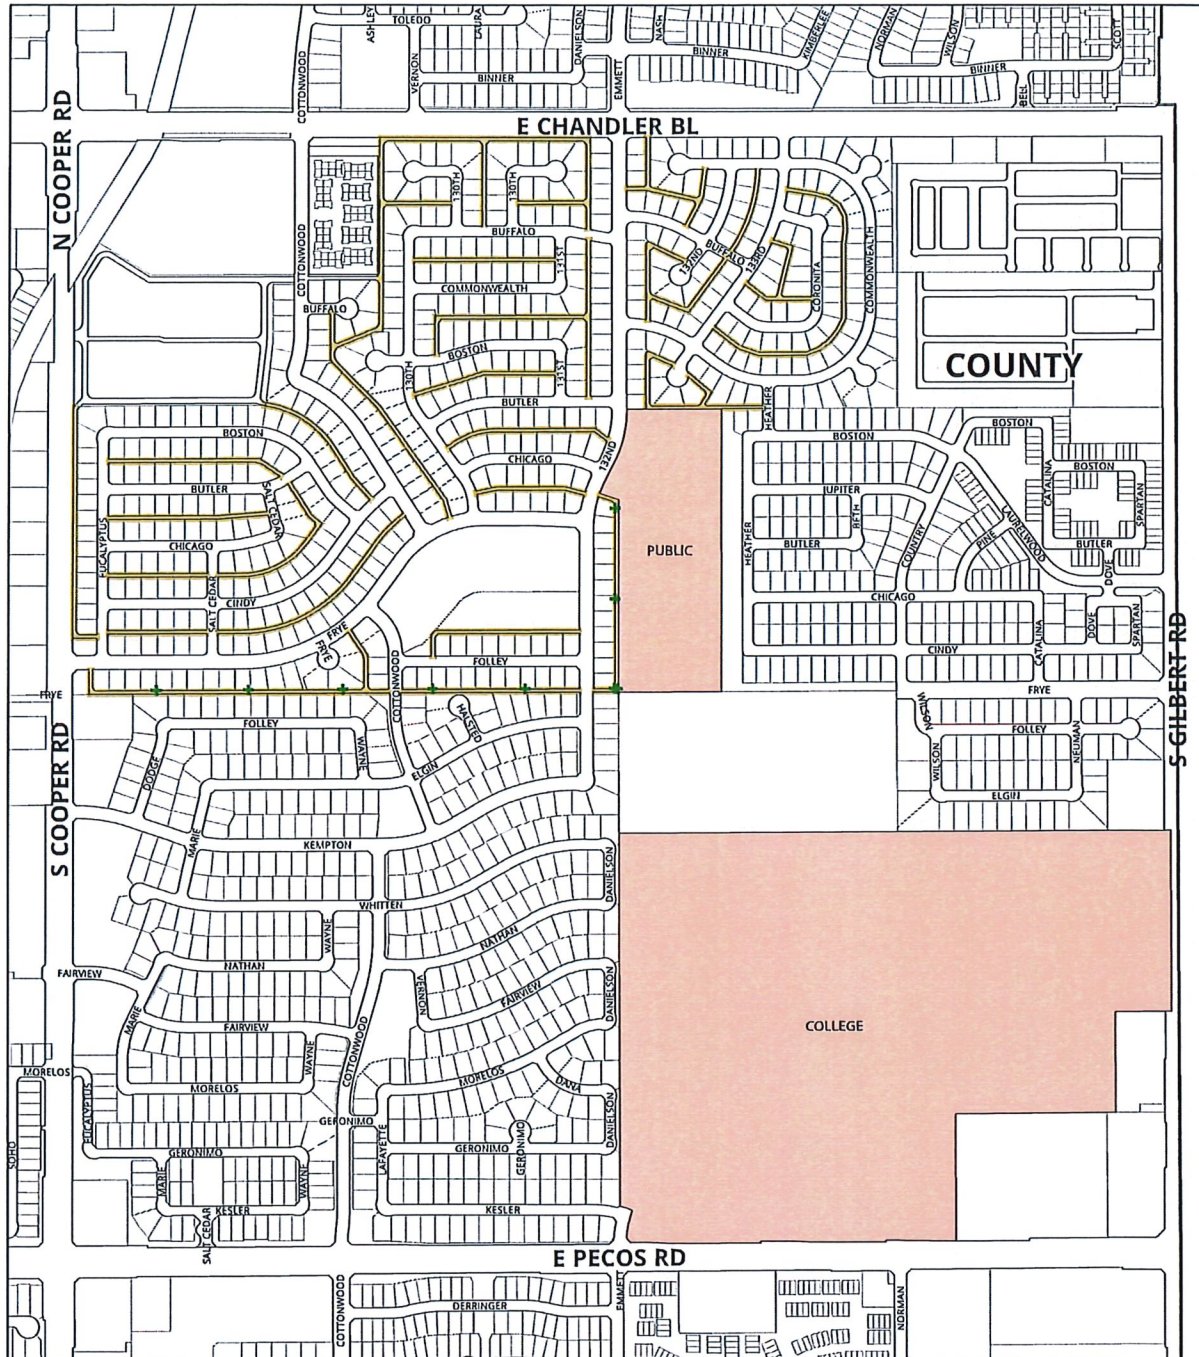 TOLEDO
ASHLEY
LAURA
DANIELSON
NASH
KIMBERLEE
NORMAN
WILSON
SCOTT
COTTONWOOD
VERNON
BINNER
EMMETT
BINNER
BINNER
BELL
N COOPER RD
E CHANDLER BL
130TH
130TH
COTTONWOOD
BUFFALO
131ST
132ND
BUFFALO
133RD
CORONITA
COMMONWEALTH
COMMONWEALTH
BUFFALO
COUNTY
BOSTON
130TH
131ST
BUTLER
HEATHER
BOSTON
132ND
CHICAGO
BOSTON
BOSTON
BOSTON
CATALINA
SPARTAN
BUTLER
SALT CEDAR
JUPITER
BETH
COUNTRY
LAURELWOOD
PINE
EUCALYPTUS
CHICAGO
PUBLIC
HEATHER
BUTLER
BUTLER
DOVE
SALT CEDAR
CINDY
CHICAGO
DOVE
SPARTAN
CATALINA
S GILBERT RD
FRYE
FRYE
COTTONWOOD
FOLLEY
CINDY
FRYE
FRYE
S COOPER RD
FOLLEY
WAYNE
HALSTED
WILSON
FOLLEY
NEUMAN
DODGE
ELGIN
WILSON
ELGIN
MARIE
KEMPTON
DANIELSON
WHITTEN
WAYNE
NATHAN
FAIRVIEW
NATHAN
VERNON
FAIRVIEW
DANIELSON
MARIE
FAIRVIEW
COLLEGE
WAYNE
COTTONWOOD
MORELOS
MORELOS
MORELOS
DANA
EUCALYPTUS
GERONIMO
DANIELSON
SOHO
GERONIMO
LAFAYETTE
GERONIMO
GERONIMO
MARIE
WAYNE
KESLER
KESLER
SALT CEDAR
E PECOS RD
COTTONWOOD
DERRINGER
EMMETT
NORMAN